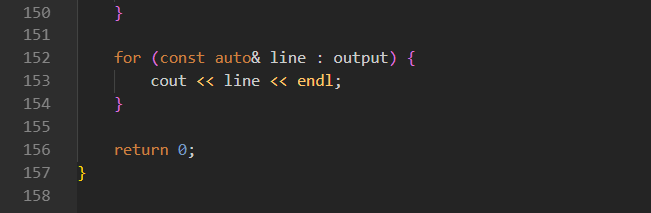 150     }
151
152     for (const auto& line : output) {
153         cout << line << endl;
154     }
155
156     return 0;
157 }
158